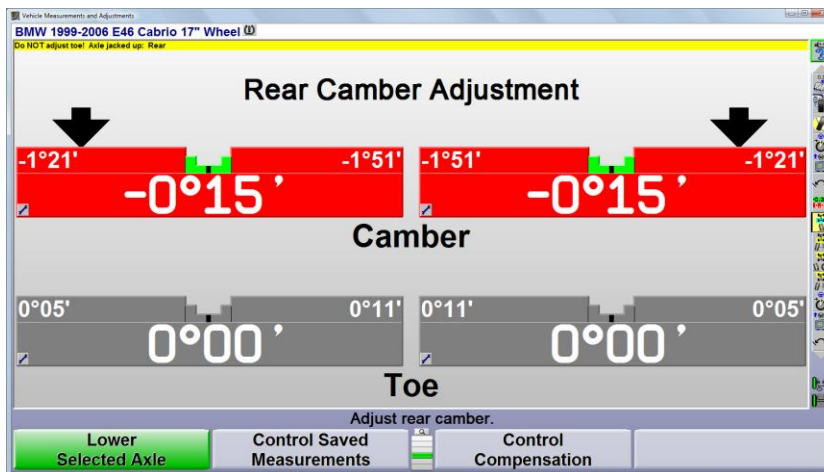 Vehicle Measurements and Adjustments
BMW 1999-2006 E46 Cabrio 17" Wheel
Do NOT adjust toe! Axle jacked up: Rear
Rear Camber Adjustment
-1°21' -1°51' -1°51' -1°21'
-0°15' -0°15'
Camber
0°05' 0°11' 0°11' 0°05'
0°00' 0°00'
Toe
Adjust rear camber.
Lower Selected Axle
Control Saved Measurements
Control Compensation